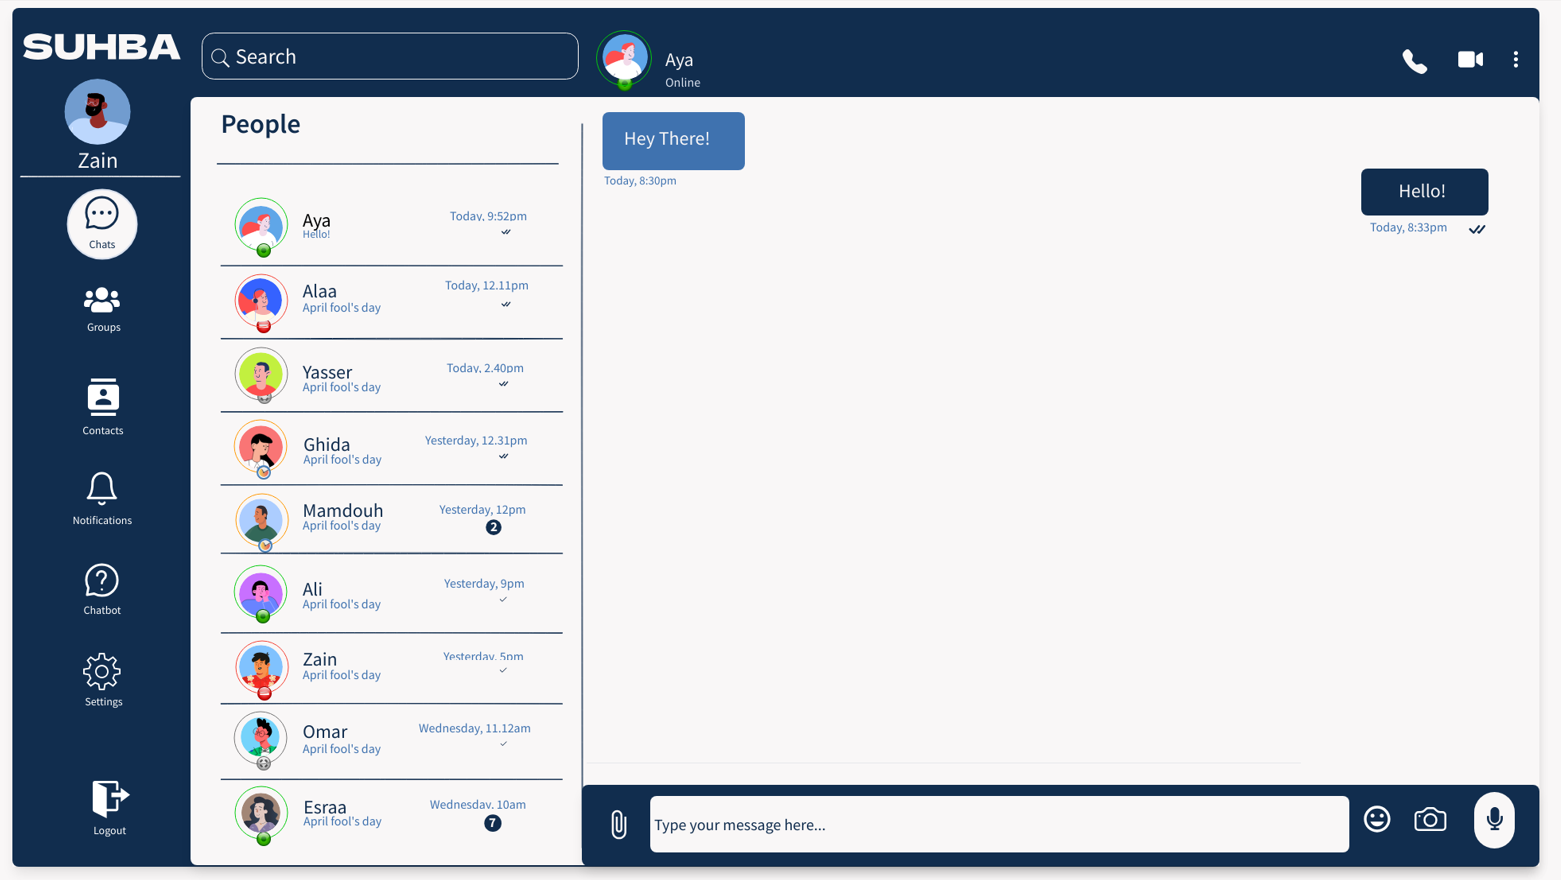 SUHBA
Zain
Chats
Groups
Contacts
Notifications
Chatbot
Settings
Logout
Search
People
Aya
Hello!
Today, 9:52pm
Alaa
April fool's day
Today, 12.11pm
Yasser
April fool's day
Today, 2.40pm
Ghida
April fool's day
Yesterday, 12.31pm
Mamdouh
April fool's day
Yesterday, 12pm
2
Ali
April fool's day
Yesterday, 9pm
Zain
April fool's day
Yesterday, 5pm
Omar
April fool's day
Wednesday, 11.12am
Esraa
April fool's day
Wednesday, 10am
7
Aya
Online
Hey There!
Today, 8:30pm
Hello!
Today, 8:33pm
Type your message here...